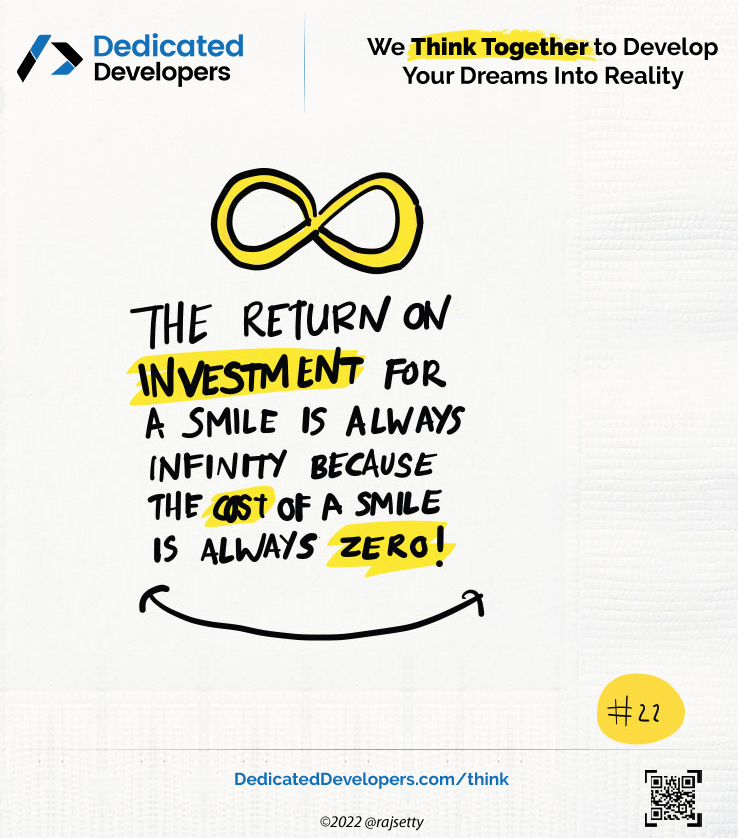 Dedicated
Developers
We Think Together to Develop
Your Dreams Into Reality
THE RETURN ON
INVESTMENT FOR
A SMILE IS ALWAYS
INFINITY BECAUSE
THE COST OF A SMILE
IS ALWAYS ZERO!
#22
DedicatedDevelopers.com/think
©2022 @rajsetty